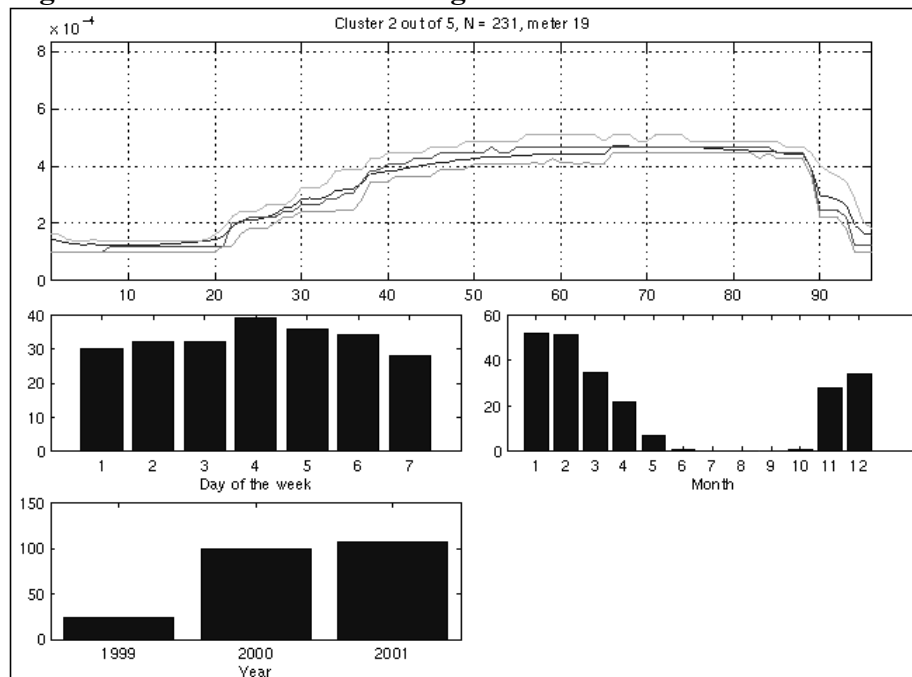 × 10⁻⁴
Cluster 2 out of 5, N = 231, meter 19
8
6
4
2
0
10 20 30 40 50 60 70 80 90
40
30
20
10
0
1 2 3 4 5 6 7
Day of the week
60
40
20
0
1 2 3 4 5 6 7 8 9 10 11 12
Month
150
100
50
0
1999 2000 2001
Year